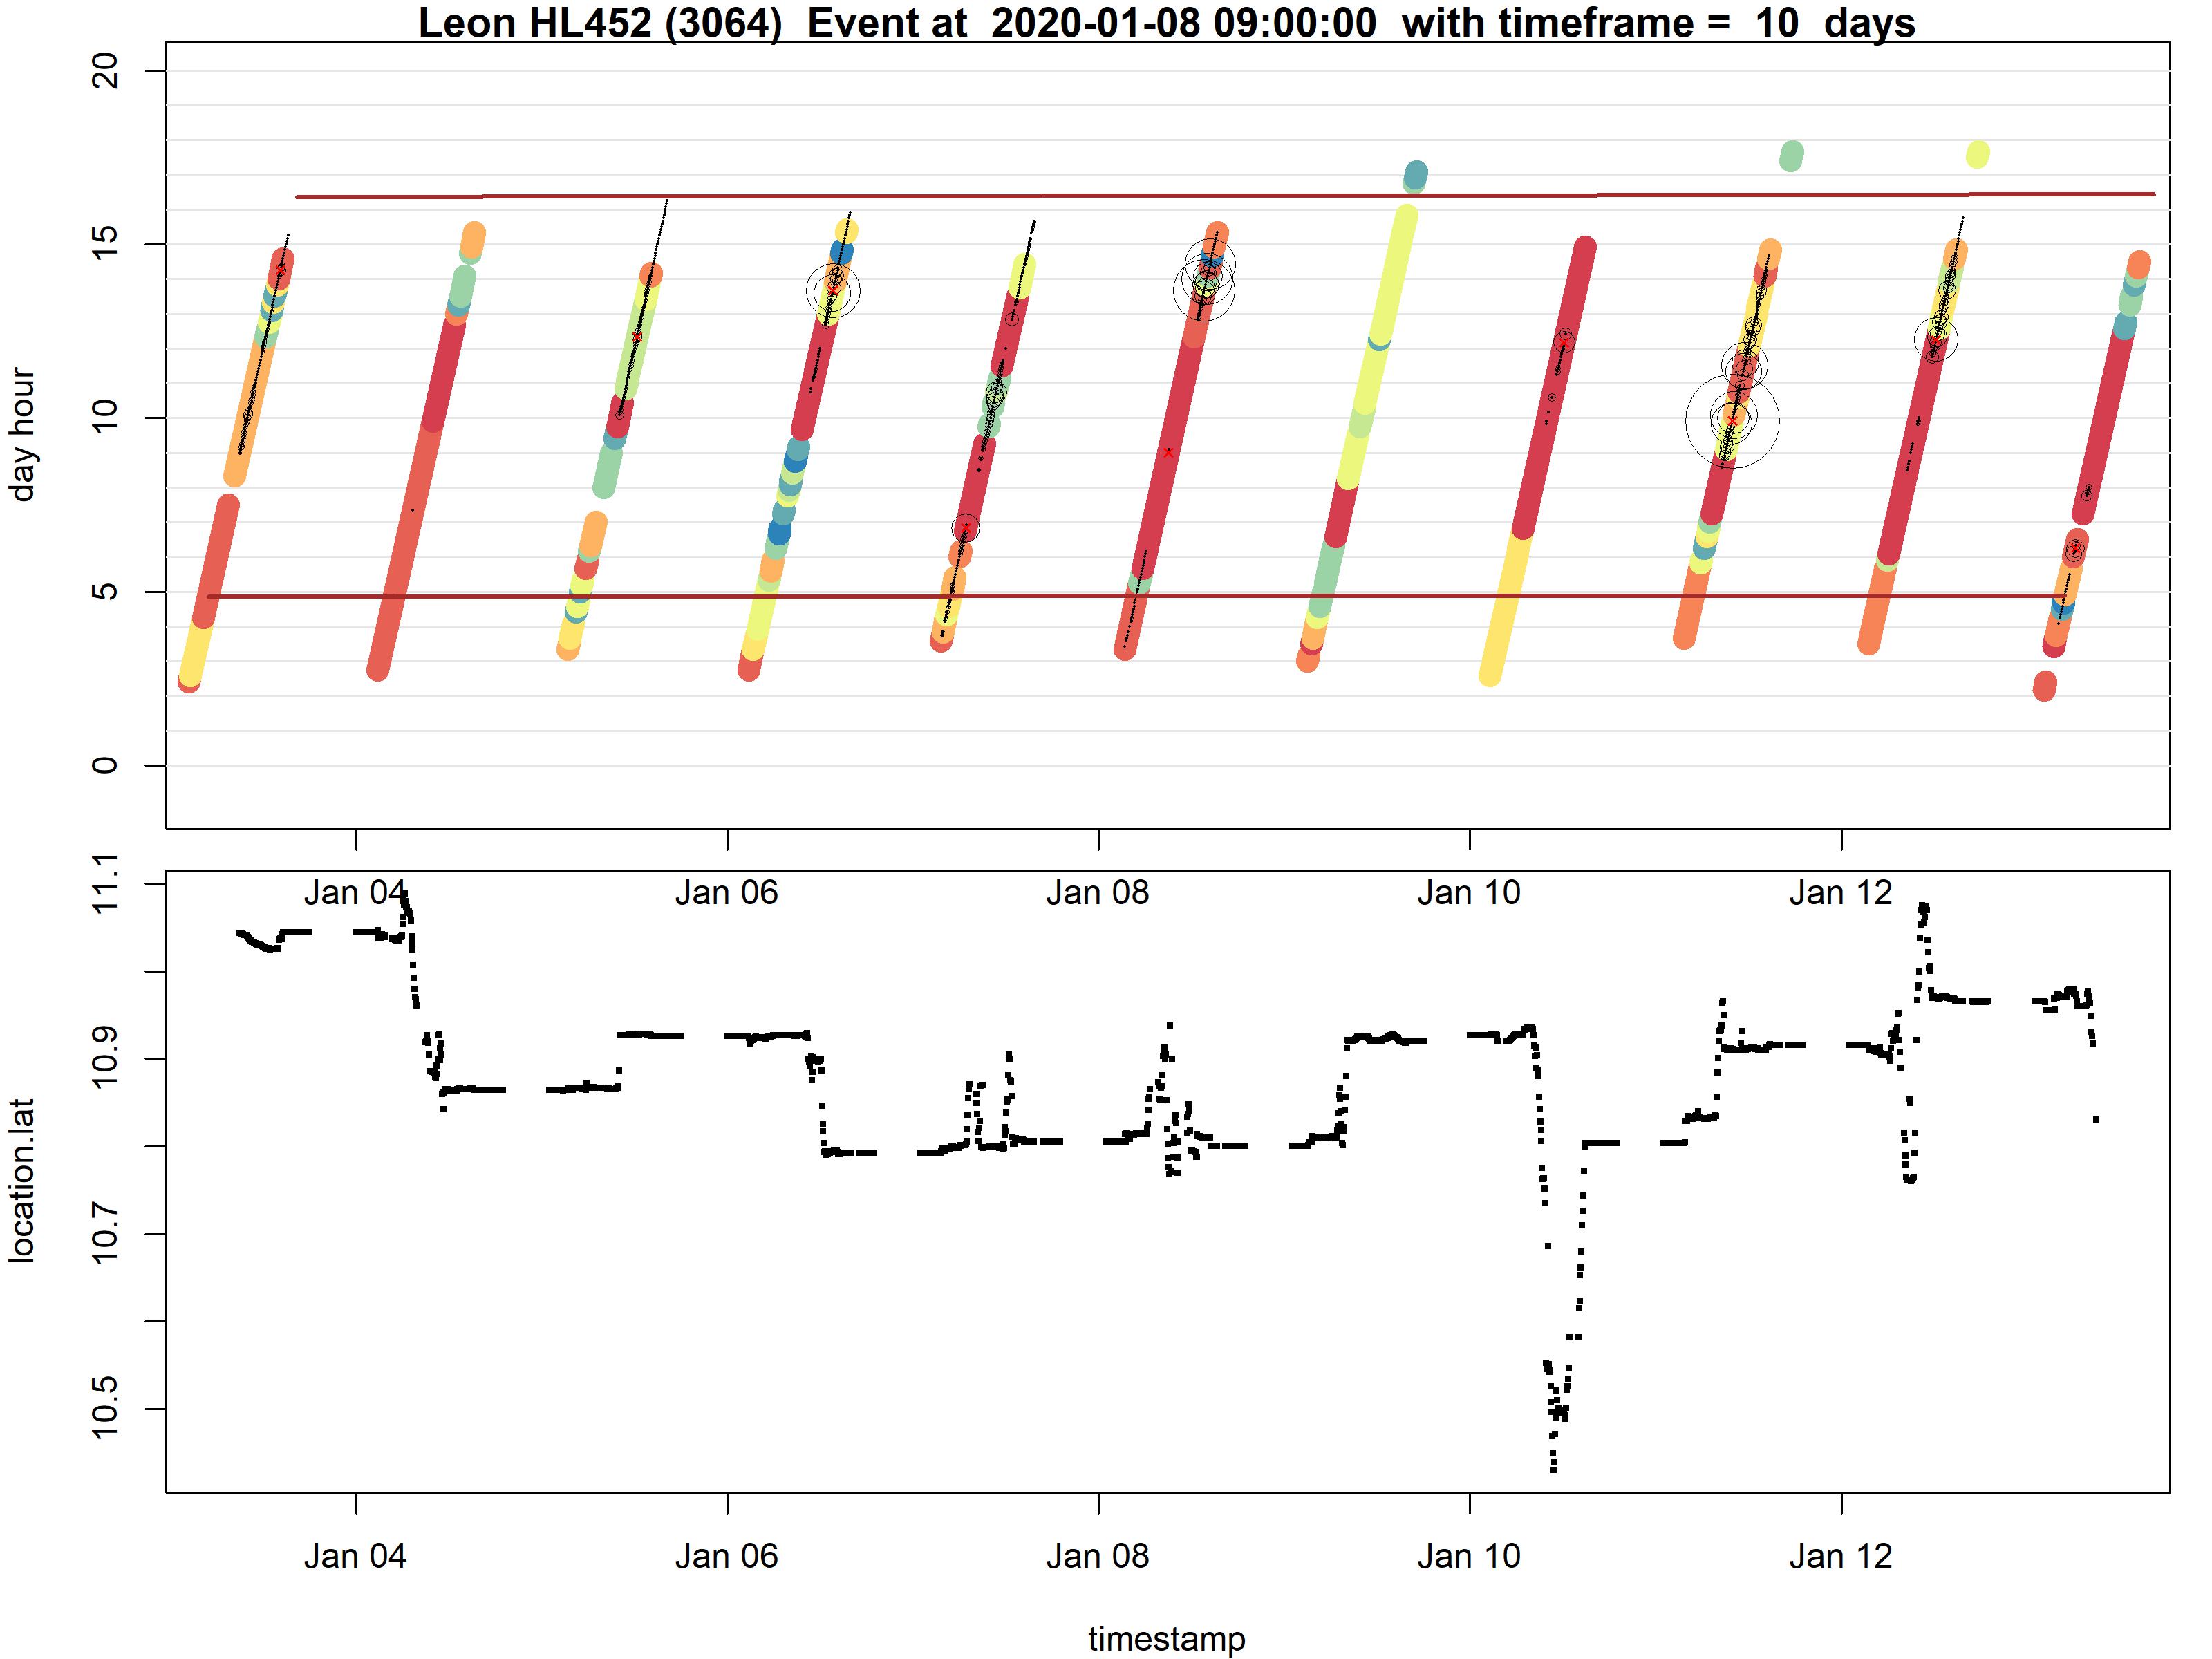 Leon HL452 (3064)  Event at  2020-01-08 09:00:00  with timeframe =  10  days
20
15
10
5
0
day hour
Jan 04
Jan 06
Jan 08
Jan 10
Jan 12
11.1
10.9
10.7
10.5
location.lat
Jan 04
Jan 06
Jan 08
Jan 10
Jan 12
timestamp